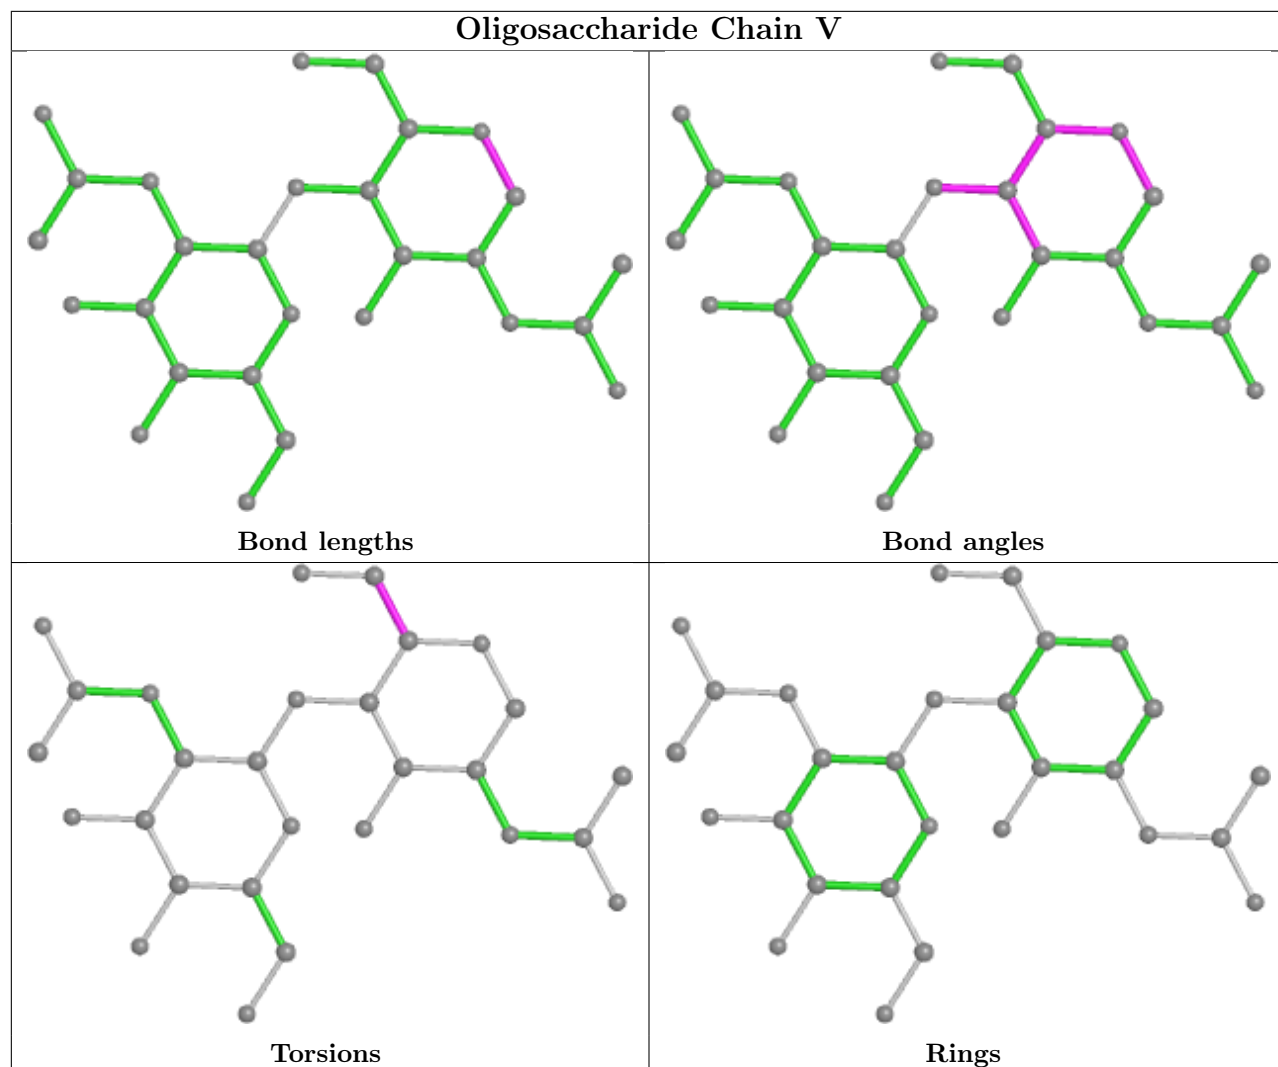 Oligosaccharide Chain V
Bond lengths
Bond angles
Torsions
Rings